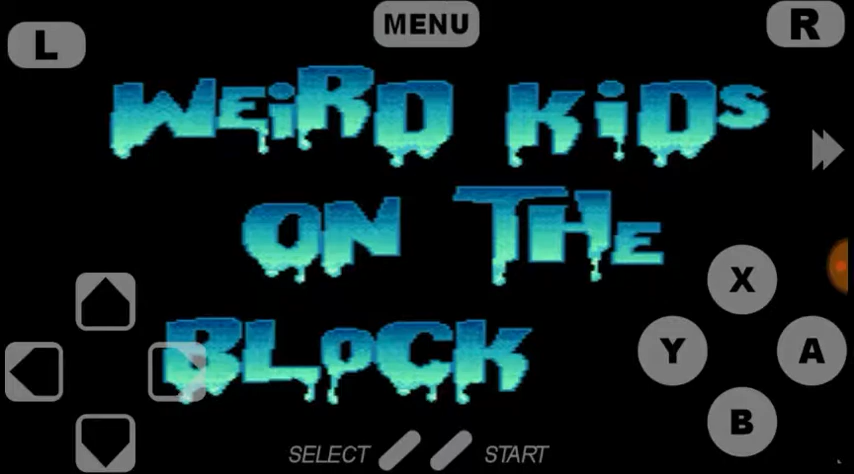 MENU
L
R
WEiRD KiDS
ON THE
BLoCK
X
Y
A
B
SELECT
START